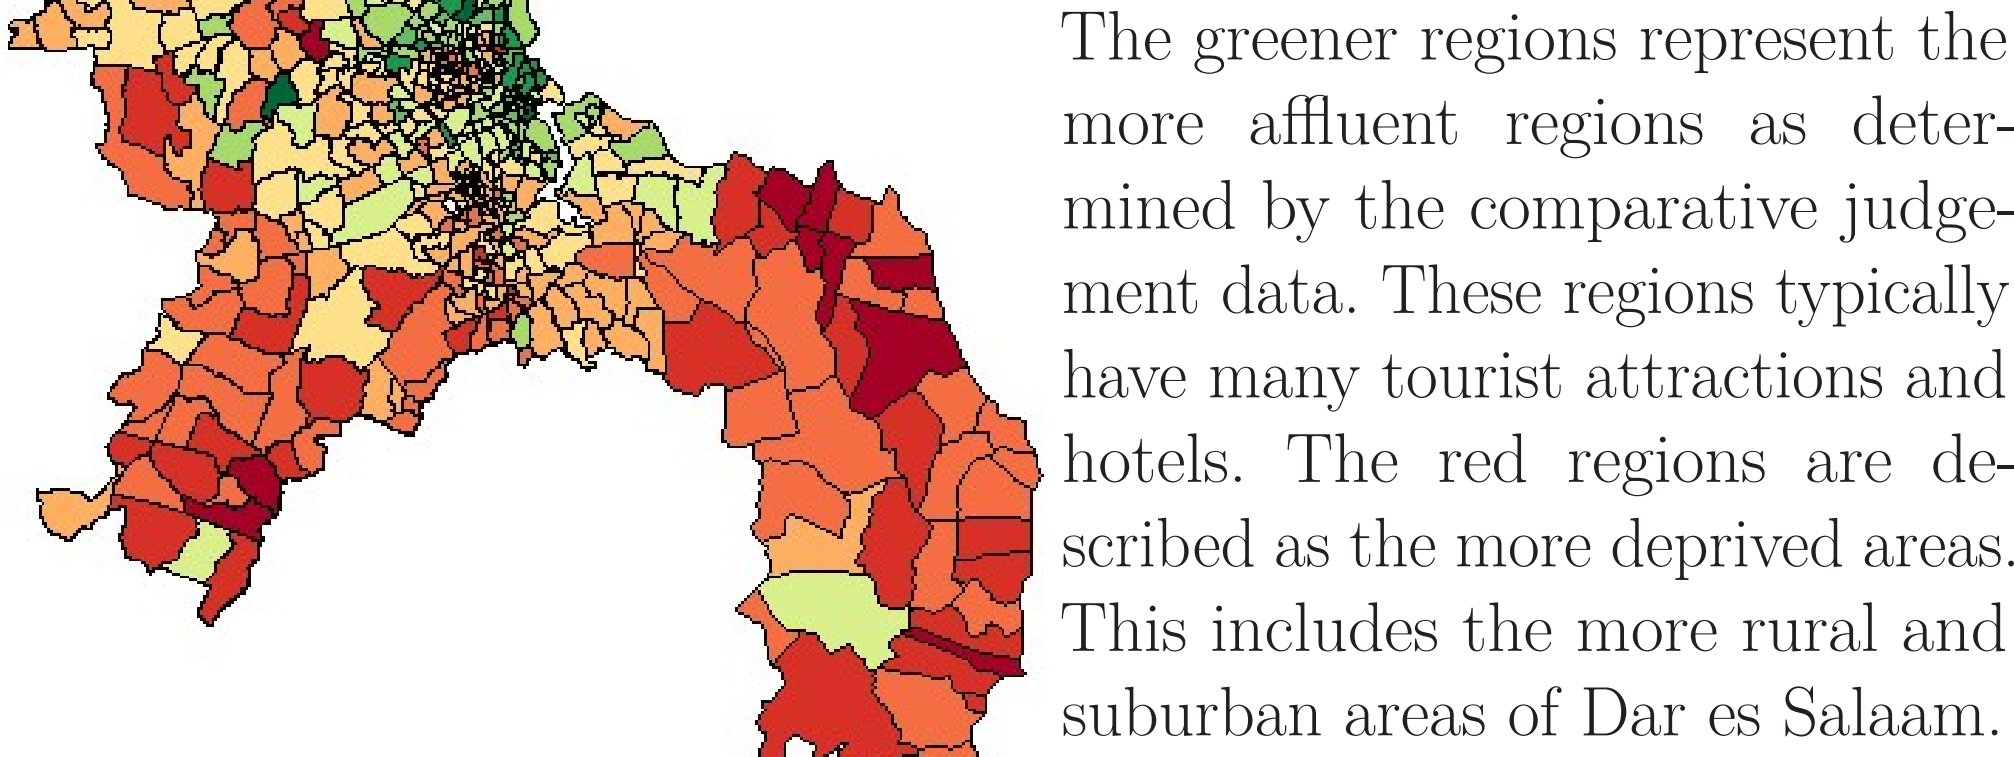 The greener regions represent the
more affluent regions as deter-
mined by the comparative judge-
ment data. These regions typically
have many tourist attractions and
hotels. The red regions are de-
scribed as the more deprived areas.
This includes the more rural and
suburban areas of Dar es Salaam.